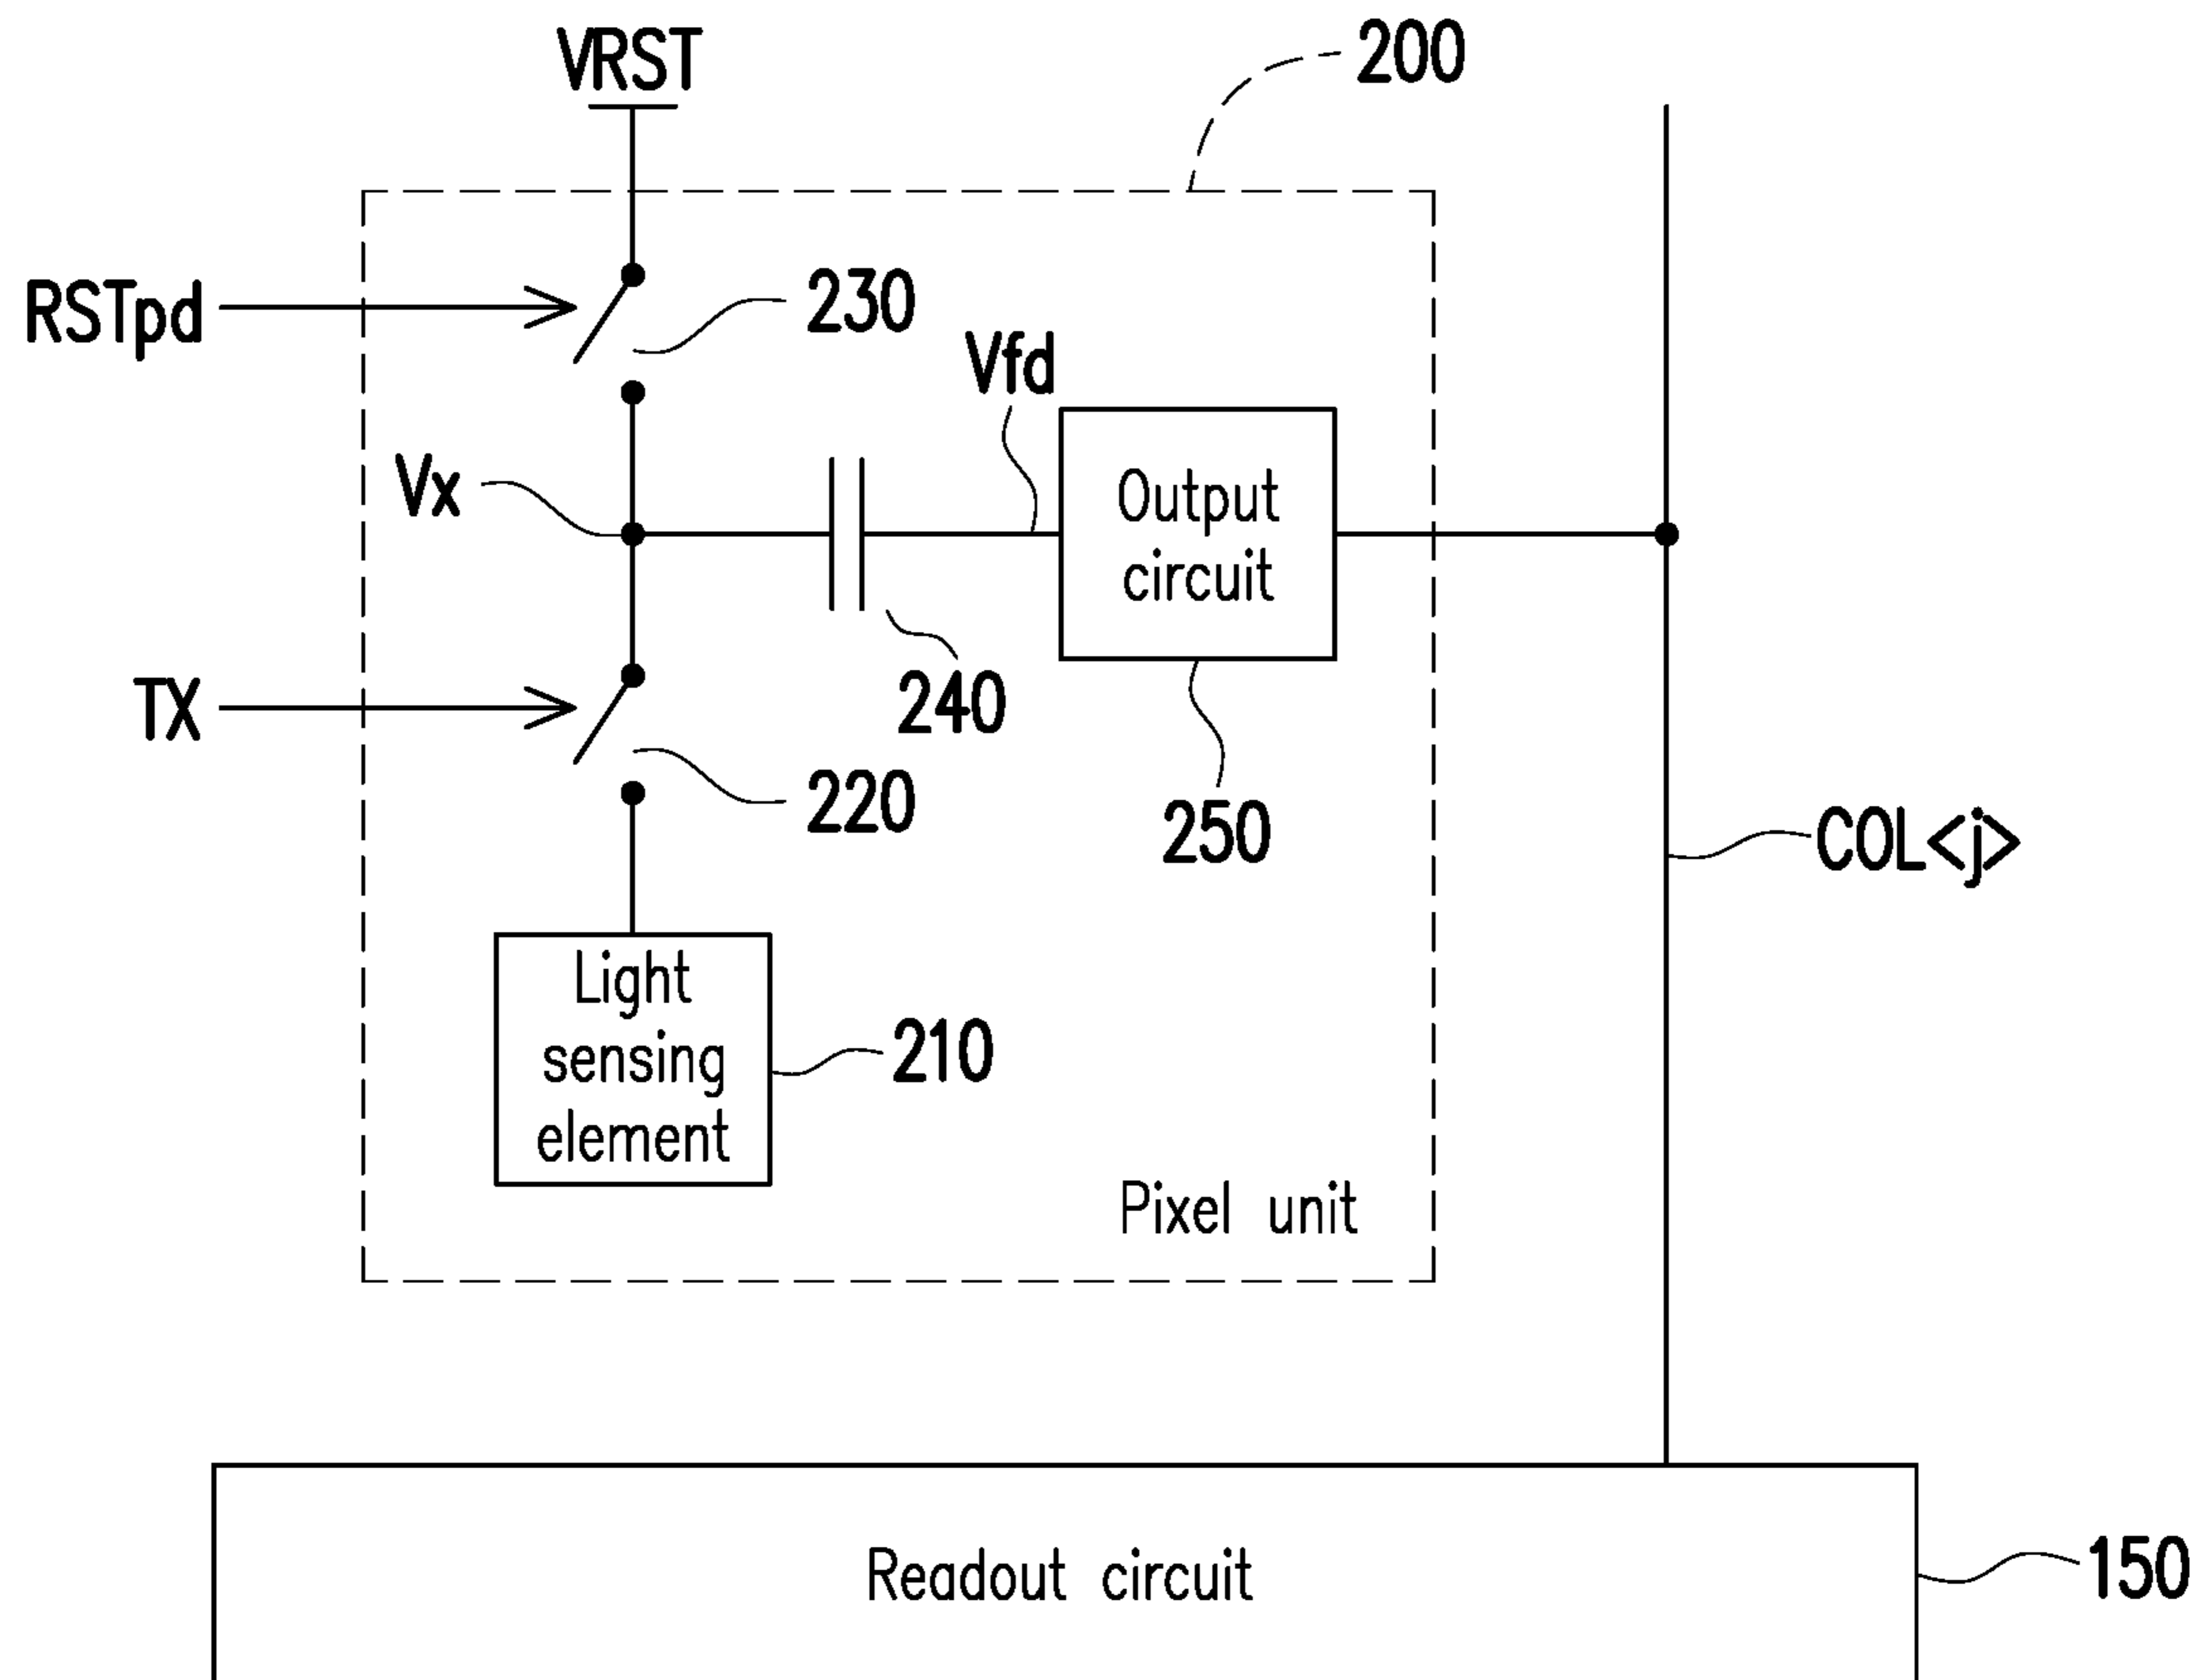 VRST
200
RSTpd
230
Vfd
Vx
Output
circuit
240
TX
220
250
COL<j>
Light
sensing
element
210
Pixel unit
Readout circuit
150